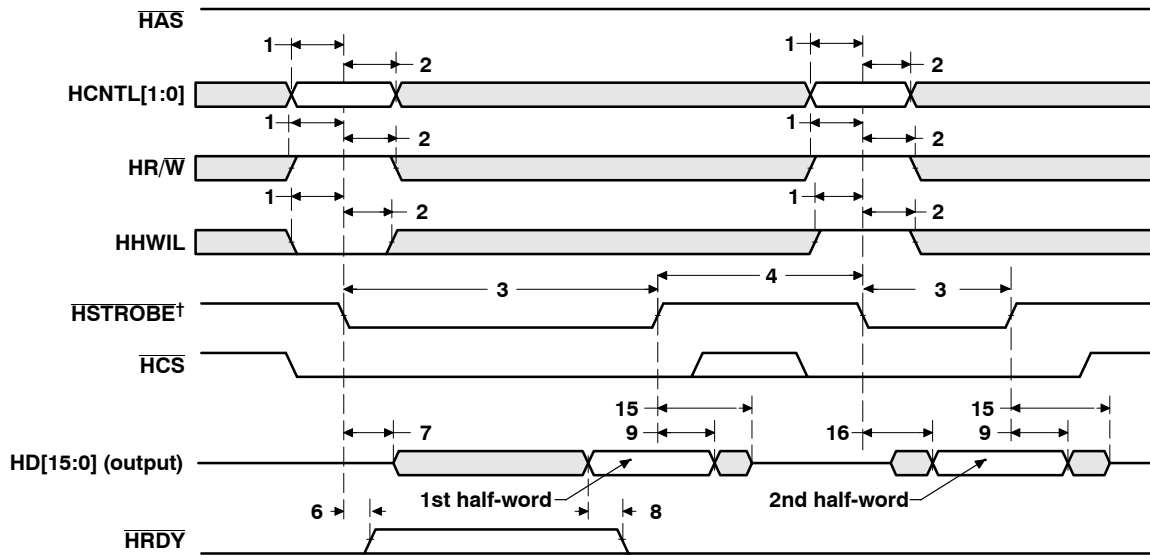 HAS
1
2
1
2
HCNTL[1:0]
1
2
1
2
HR/W
1
2
1
2
HHWIL
3
4
3
HSTROBE†
HCS
15
15
7
9
16
9
HD[15:0] (output)
1st half-word
2nd half-word
6
8
HRDY